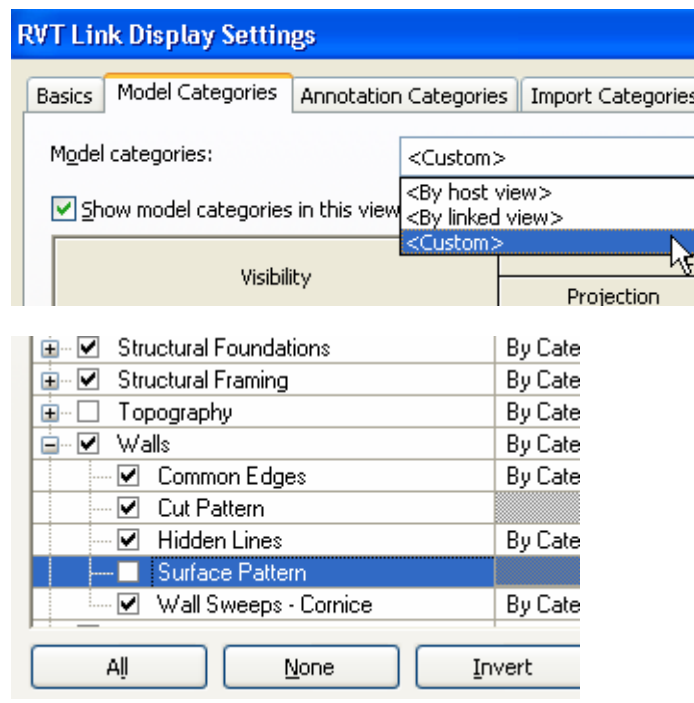 RVT Link Display Settings
Basics Model Categories Annotation Categories Import Categories
Model categories: <Custom>
<By host view>
Show model categories in this view <By linked view>
<Custom>
Visibility
Projection
Structural Foundations By Cate
Structural Framing By Cate
Topography By Cate
Walls By Cate
Common Edges By Cate
Cut Pattern
Hidden Lines By Cate
Surface Pattern
Wall Sweeps - Cornice By Cate
All None Invert